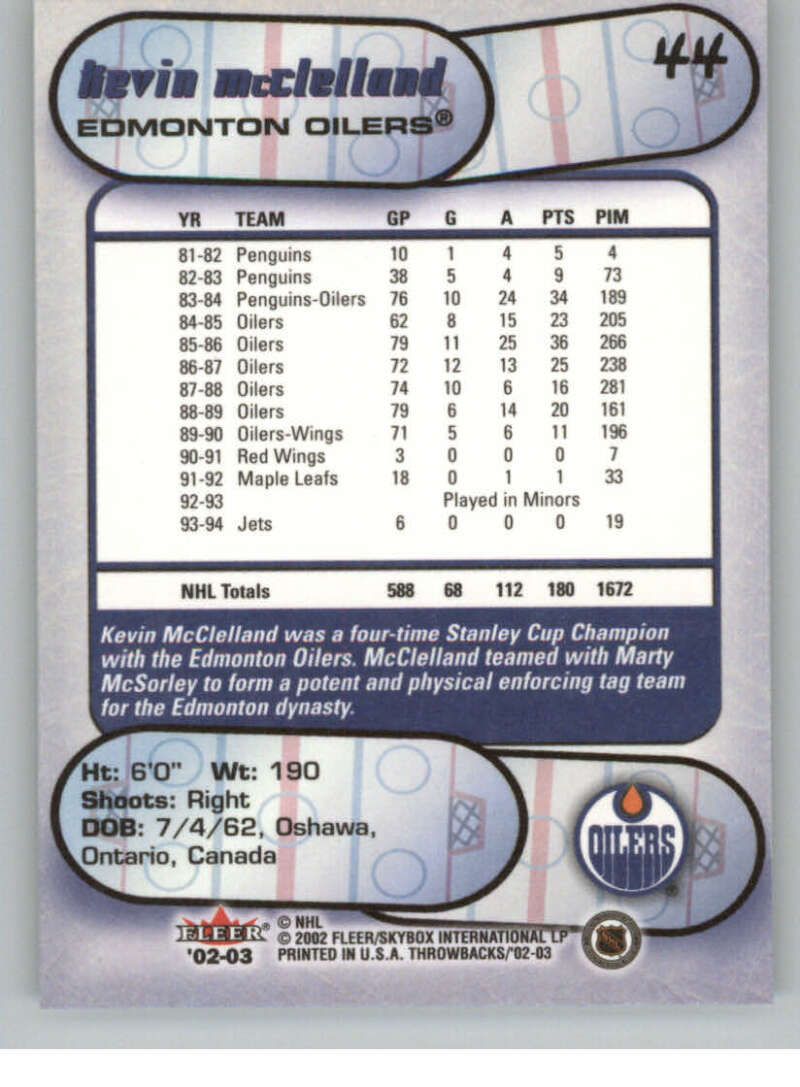 Kevin McClelland
44
EDMONTON OILERS®
YR TEAM GP G A PTS PIM
81-82 Penguins 10 1 4 5 4
82-83 Penguins 38 5 4 9 73
83-84 Penguins-Oilers 76 10 24 34 189
84-85 Oilers 62 8 15 23 205
85-86 Oilers 79 11 25 36 266
86-87 Oilers 72 12 13 25 238
87-88 Oilers 74 10 6 16 281
88-89 Oilers 79 6 14 20 161
89-90 Oilers-Wings 71 5 6 11 196
90-91 Red Wings 3 0 0 0 7
91-92 Maple Leafs 18 0 1 1 33
92-93 Played in Minors
93-94 Jets 6 0 0 0 19
NHL Totals 588 68 112 180 1672
Kevin McClelland was a four-time Stanley Cup Champion
with the Edmonton Oilers. McClelland teamed with Marty
McSorley to form a potent and physical enforcing tag team
for the Edmonton dynasty.
Ht: 6'0" Wt: 190
Shoots: Right
DOB: 7/4/62, Oshawa,
Ontario, Canada
OILERS®
FLEER®
'02-03
© NHL
© 2002 FLEER/SKYBOX INTERNATIONAL LP
PRINTED IN U.S.A. THROWBACKS/'02-03
NHL